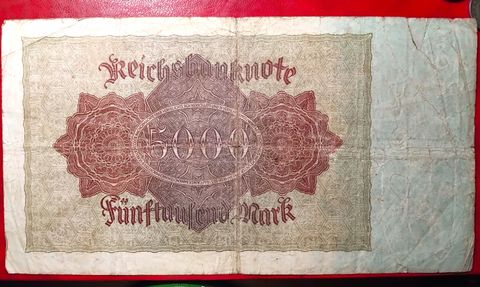 Reichsbanknote
5000
Fünftausend Mark